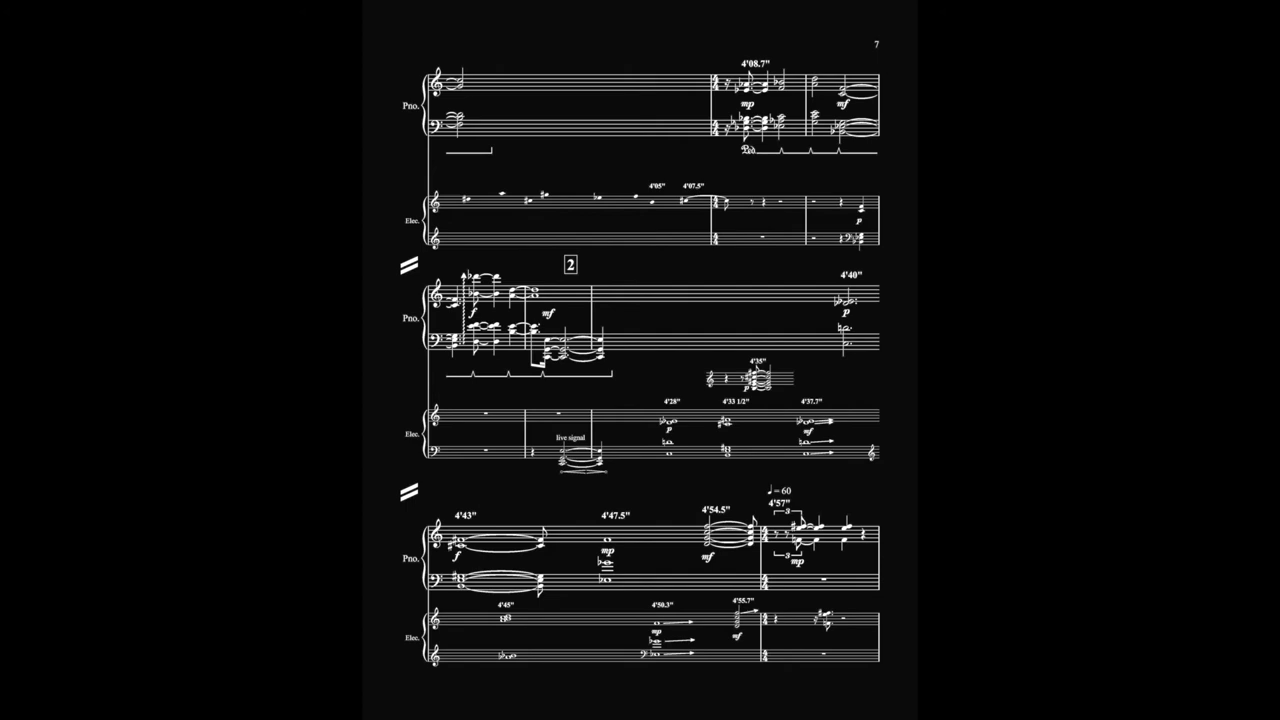 7
4'08.7"
Pno.
mp
mf
Ped.
4'05" 4'07.5"
Elec.
p
2
4'40"
f
mf
Pno.
p
4'35"
p
4'28" 4'33 1/2" 4'37.7"
p
mf
Elec.
live signal
♩ = 60
4'43" 4'47.5" 4'54.5" 4'57"
3
f
mp
mf
Pno.
3
mp
4'45" 4'50.3" 4'55.7"
mp
mf
Elec.